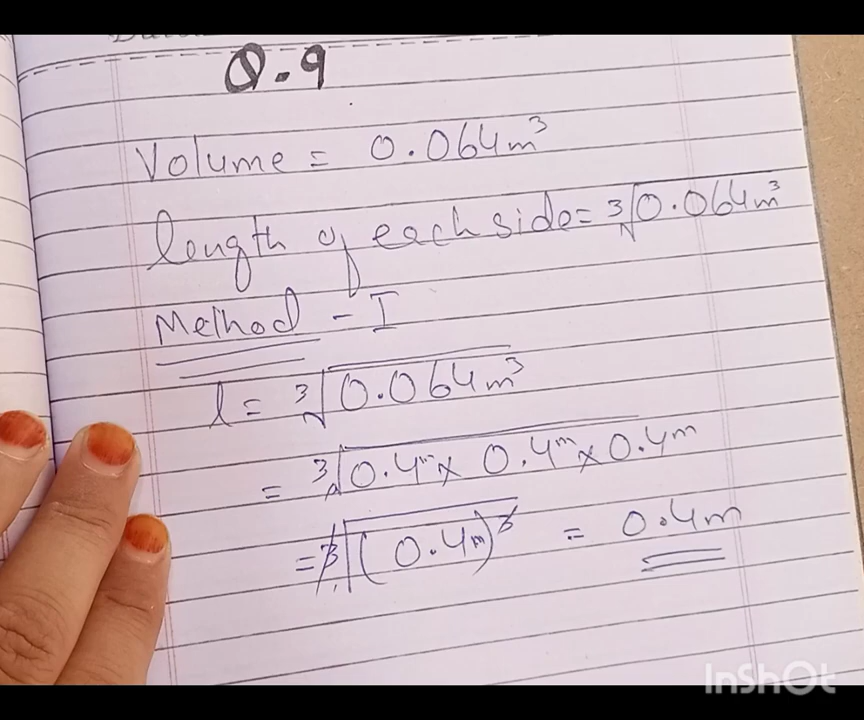 Q.9
Volume = 0.064m³
length of each side = ∛0.064m³
Method - I
l = ∛0.064m³
= ∛0.4m × 0.4m × 0.4m
= ∛(0.4m)³ = 0.4m
InShOt